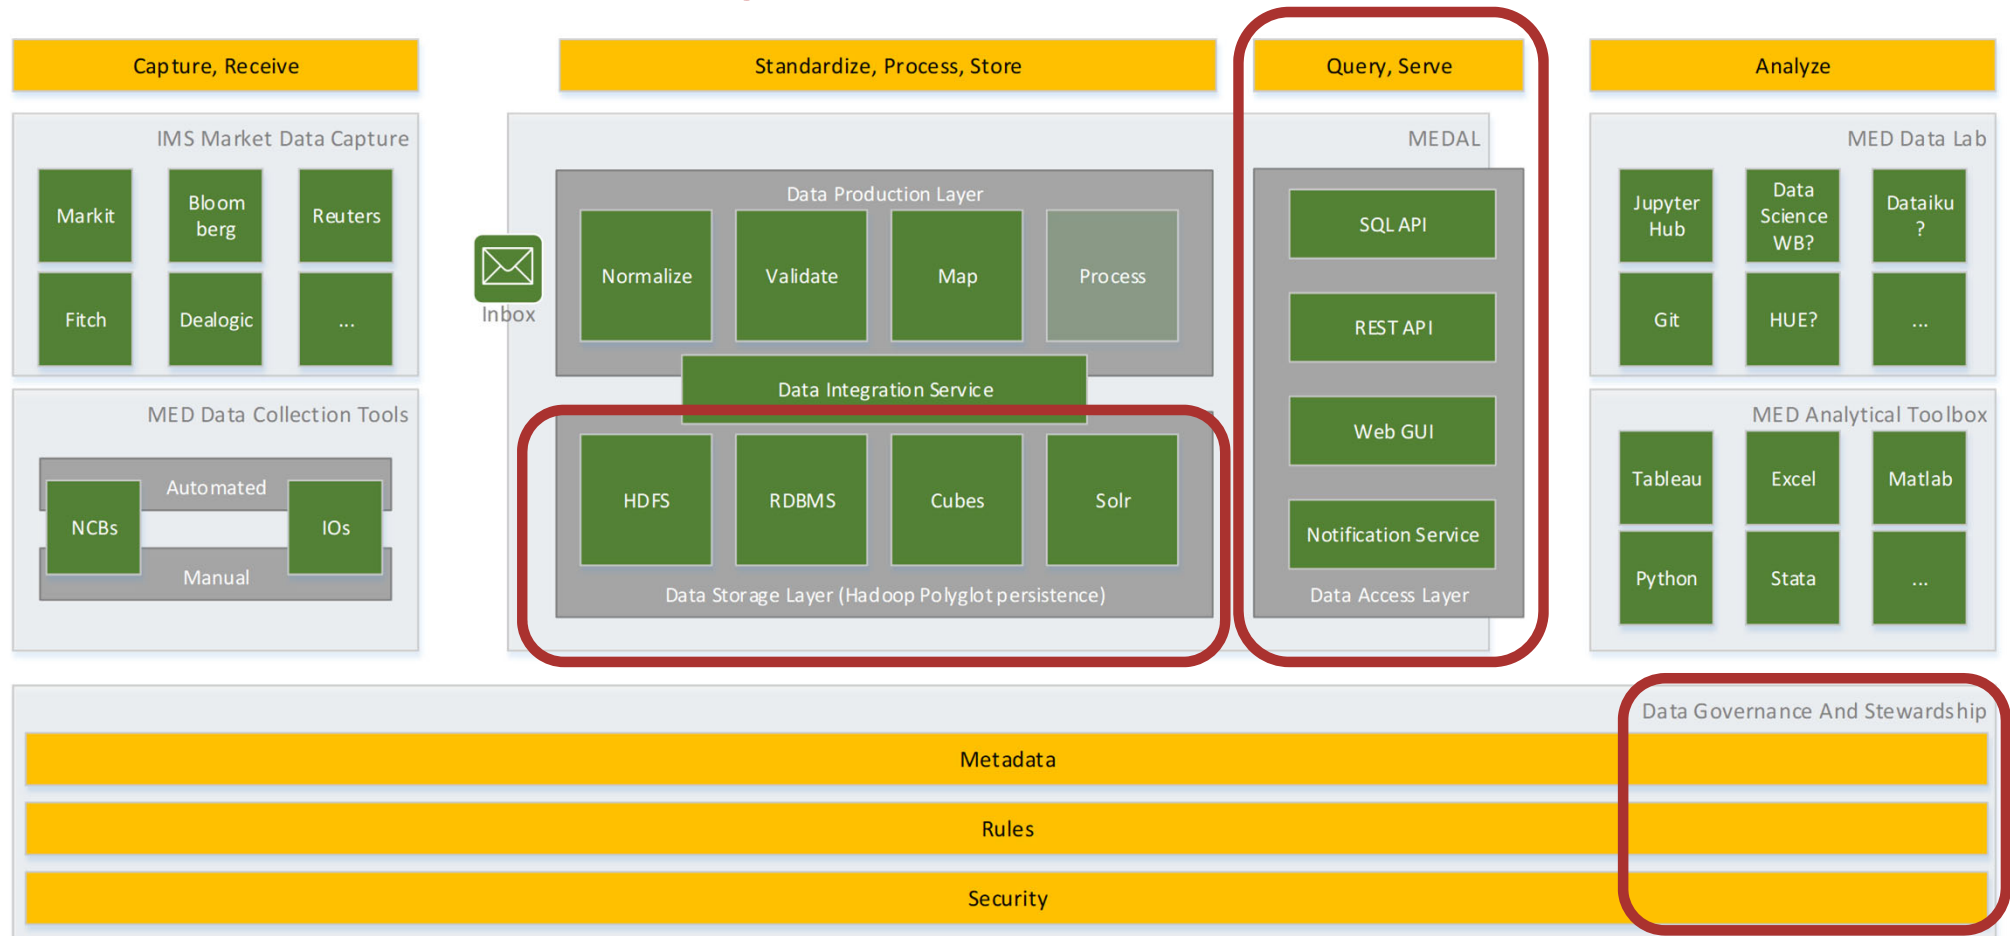 Capture, Receive
Standardize, Process, Store
Query, Serve
Analyze
IMS Market Data Capture
Markit
Bloom
berg
Reuters
Fitch
Dealogic
...
MED Data Collection Tools
Automated
NCBs
IOs
Manual
Inbox
MEDAL
Data Production Layer
Normalize
Validate
Map
Process
Data Integration Service
HDFS
RDBMS
Cubes
Solr
Data Storage Layer (Hadoop Polyglot persistence)
SQL API
REST API
Web GUI
Notification Service
Data Access Layer
MED Data Lab
Jupyter
Hub
Data
Science
WB?
Dataiku
?
Git
HUE?
...
MED Analytical Toolbox
Tableau
Excel
Matlab
Python
Stata
...
Data Governance And Stewardship
Metadata
Rules
Security